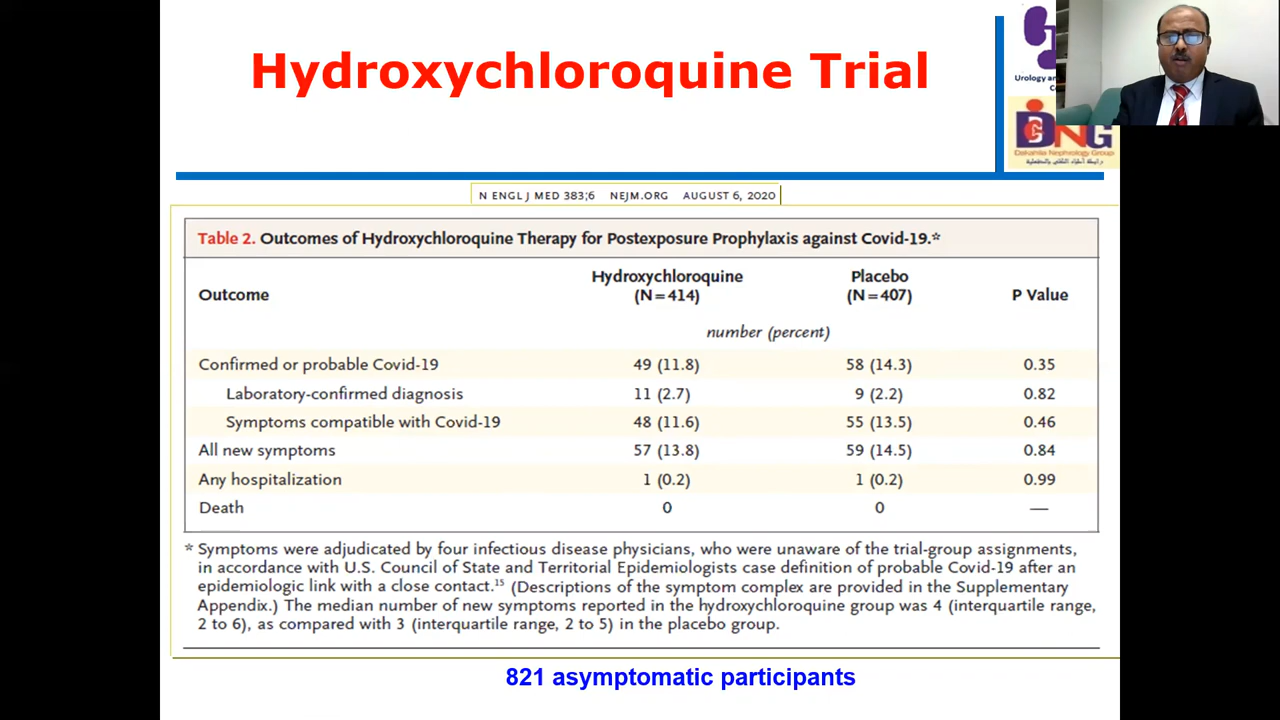 Hydroxychloroquine Trial
Urology an
DCNG
Dakahlia Nephrology Group
N ENGL J MED 383;6 NEJM.ORG AUGUST 6, 2020
Table 2. Outcomes of Hydroxychloroquine Therapy for Postexposure Prophylaxis against Covid-19.*
Outcome Hydroxychloroquine (N=414) Placebo (N=407) P Value
number (percent)
Confirmed or probable Covid-19 49 (11.8) 58 (14.3) 0.35
Laboratory-confirmed diagnosis 11 (2.7) 9 (2.2) 0.82
Symptoms compatible with Covid-19 48 (11.6) 55 (13.5) 0.46
All new symptoms 57 (13.8) 59 (14.5) 0.84
Any hospitalization 1 (0.2) 1 (0.2) 0.99
Death 0 0 —
* Symptoms were adjudicated by four infectious disease physicians, who were unaware of the trial-group assignments,
in accordance with U.S. Council of State and Territorial Epidemiologists case definition of probable Covid-19 after an
epidemiologic link with a close contact.15 (Descriptions of the symptom complex are provided in the Supplementary
Appendix.) The median number of new symptoms reported in the hydroxychloroquine group was 4 (interquartile range,
2 to 6), as compared with 3 (interquartile range, 2 to 5) in the placebo group.
821 asymptomatic participants